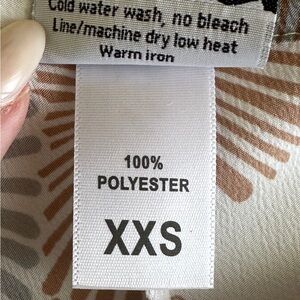 Cold water wash, no bleach
Line/machine dry low heat
Warm iron
100%
POLYESTER
XXS